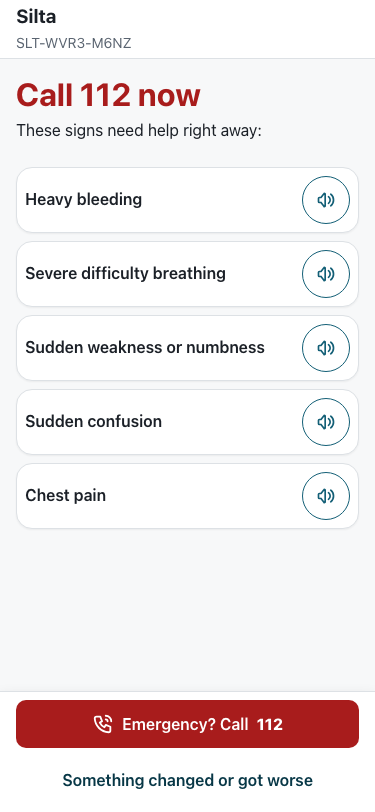 Silta
SLT-WVR3-M6NZ
Call 112 now
These signs need help right away:
Heavy bleeding
Severe difficulty breathing
Sudden weakness or numbness
Sudden confusion
Chest pain
Emergency? Call 112
Something changed or got worse